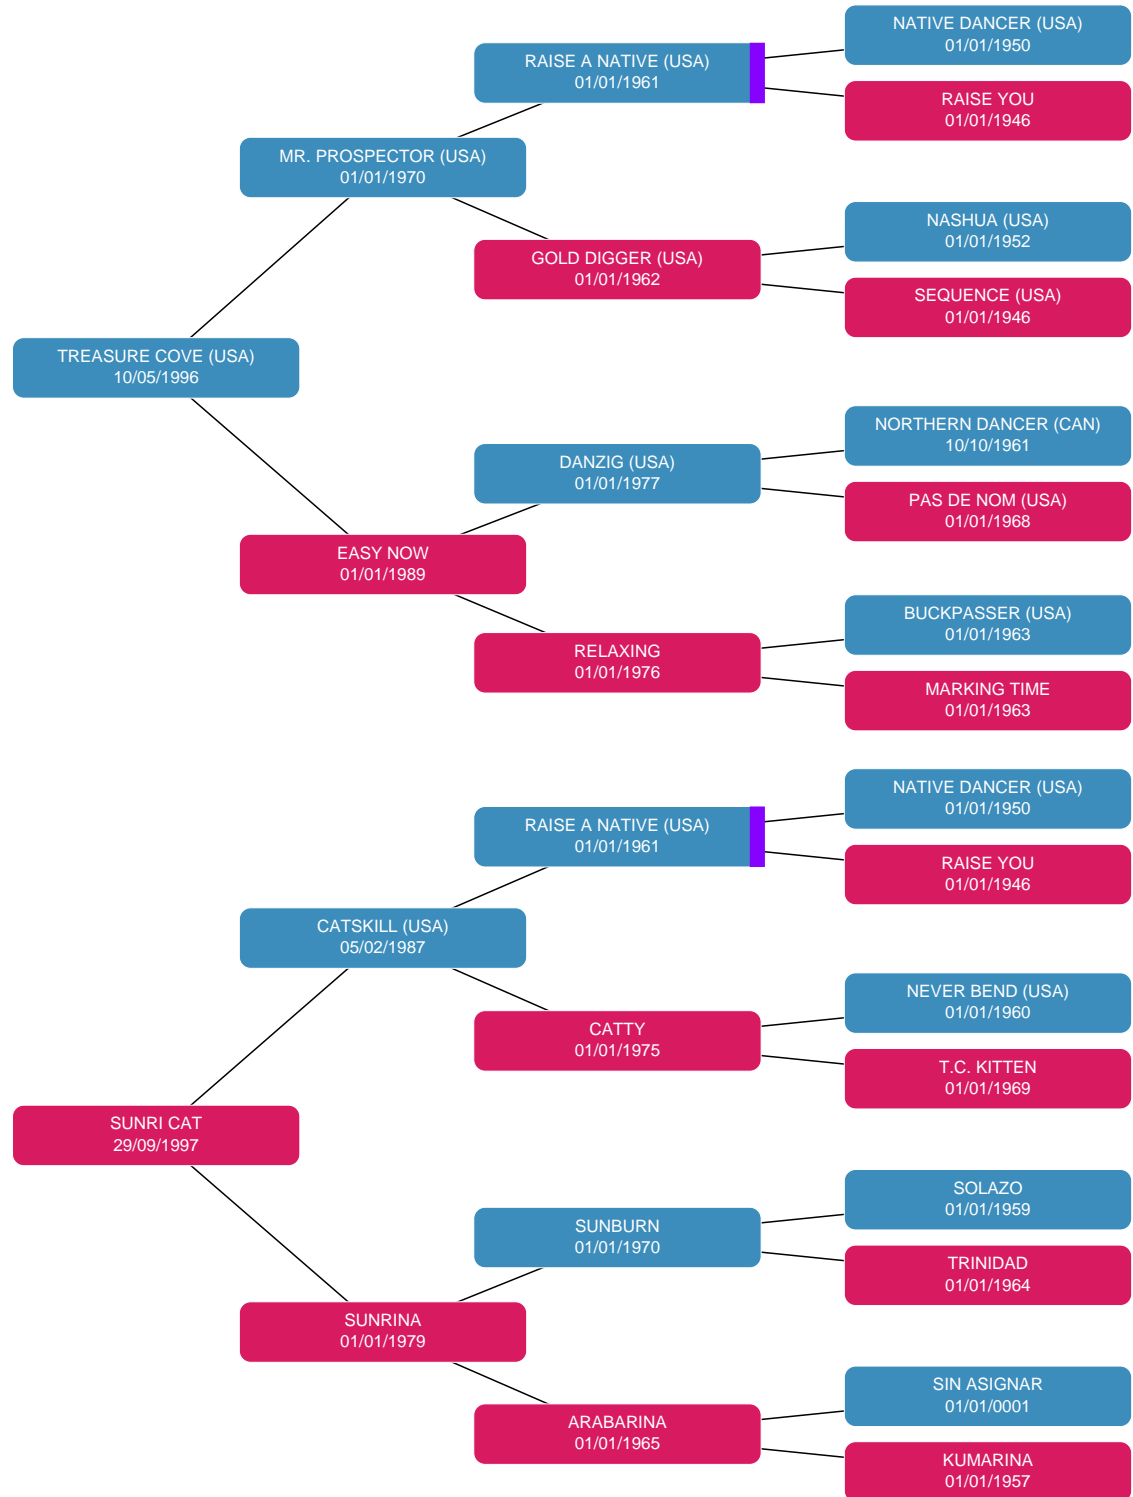 NATIVE DANCER (USA)
01/01/1950
RAISE A NATIVE (USA)
01/01/1961
RAISE YOU
01/01/1946
MR. PROSPECTOR (USA)
01/01/1970
NASHUA (USA)
01/01/1952
GOLD DIGGER (USA)
01/01/1962
SEQUENCE (USA)
01/01/1946
TREASURE COVE (USA)
10/05/1996
NORTHERN DANCER (CAN)
10/10/1961
DANZIG (USA)
01/01/1977
PAS DE NOM (USA)
01/01/1968
EASY NOW
01/01/1989
BUCKPASSER (USA)
01/01/1963
RELAXING
01/01/1976
MARKING TIME
01/01/1963
NATIVE DANCER (USA)
01/01/1950
RAISE A NATIVE (USA)
01/01/1961
RAISE YOU
01/01/1946
CATSKILL (USA)
05/02/1987
NEVER BEND (USA)
01/01/1960
CATTY
01/01/1975
T.C. KITTEN
01/01/1969
SUNRI CAT
29/09/1997
SOLAZO
01/01/1959
SUNBURN
01/01/1970
TRINIDAD
01/01/1964
SUNRINA
01/01/1979
SIN ASIGNAR
01/01/0001
ARABARINA
01/01/1965
KUMARINA
01/01/1957